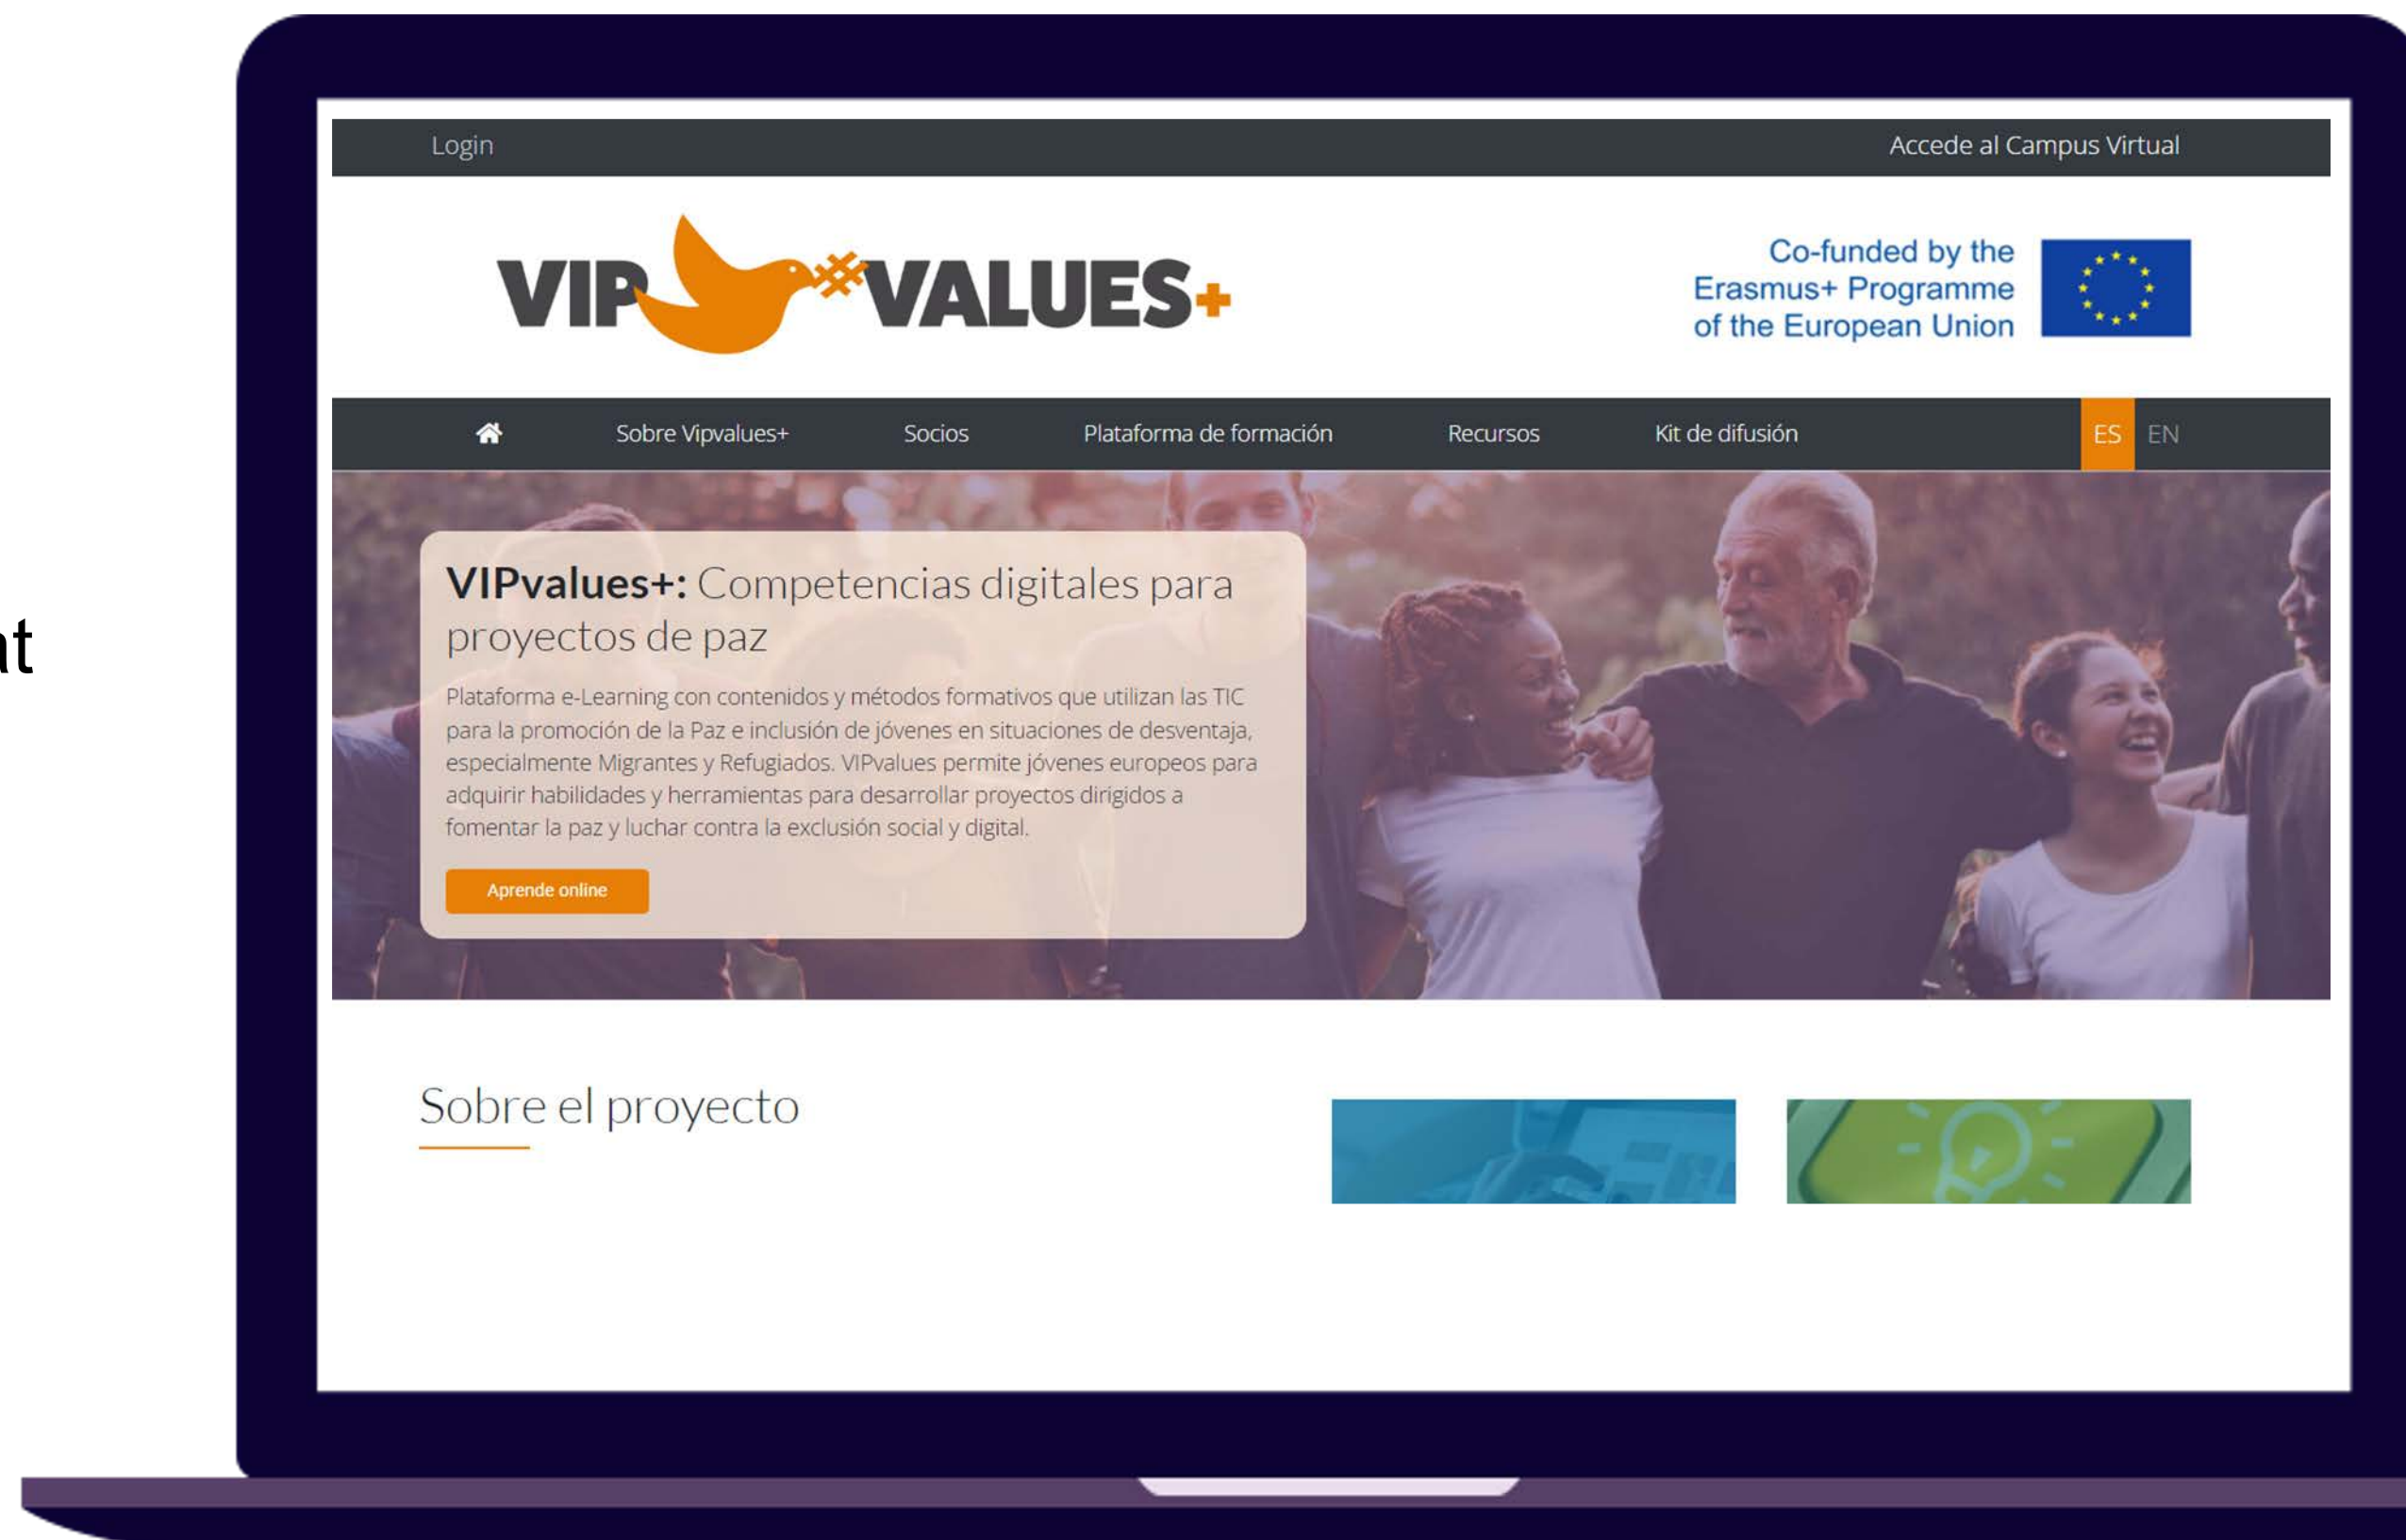 Login
Accede al Campus Virtual
VIP VALUES+
Co-funded by the
Erasmus+ Programme
of the European Union
Sobre Vipvalues+ Socios Plataforma de formación Recursos Kit de difusión ES EN
at
VIPvalues+: Competencias digitales para
proyectos de paz
Plataforma e-Learning con contenidos y métodos formativos que utilizan las TIC
para la promoción de la Paz e inclusión de jóvenes en situaciones de desventaja,
especialmente Migrantes y Refugiados. VIPvalues permite jóvenes europeos para
adquirir habilidades y herramientas para desarrollar proyectos dirigidos a
fomentar la paz y luchar contra la exclusión social y digital.
Aprende online
Sobre el proyecto